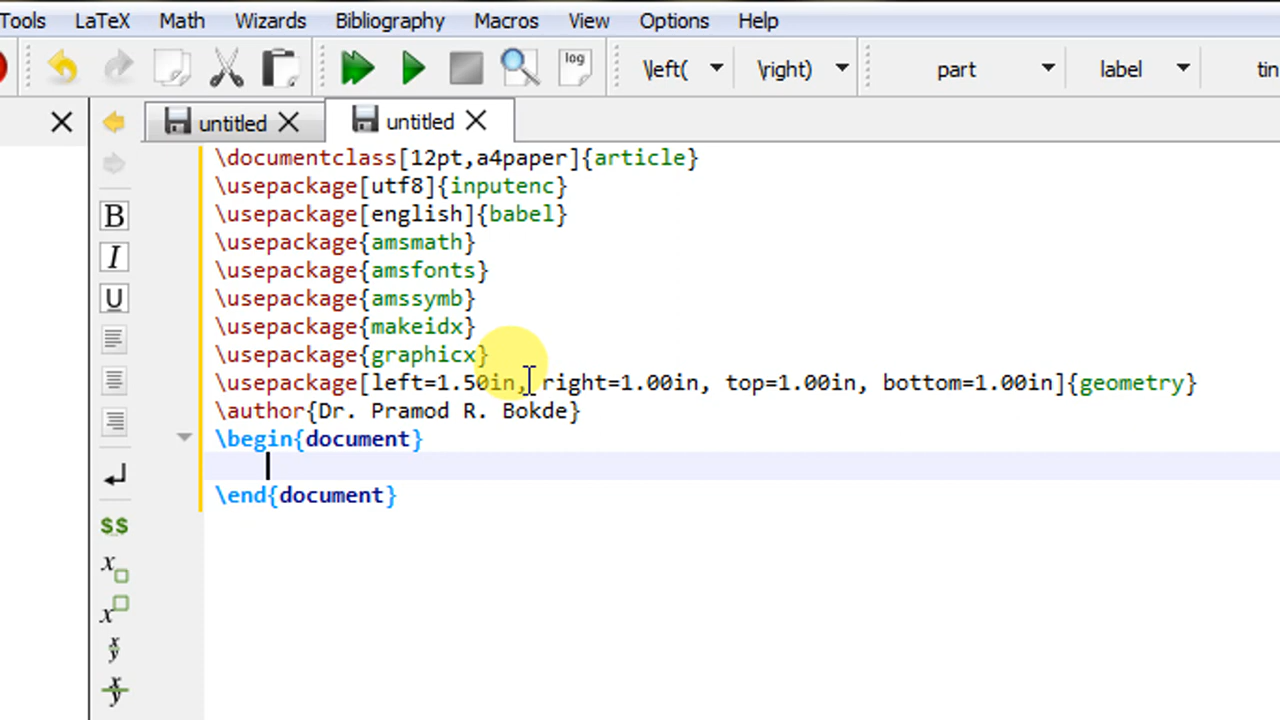 Tools LaTeX Math Wizards Bibliography Macros View Options Help
log \left( \right) part label tin
untitled untitled
\documentclass[12pt,a4paper]{article}
\usepackage[utf8]{inputenc}
\usepackage[english]{babel}
B
\usepackage{amsmath}
I
\usepackage{amsfonts}
U
\usepackage{amssymb}
\usepackage{makeidx}
\usepackage{graphicx}
\usepackage[left=1.50in, right=1.00in, top=1.00in, bottom=1.00in]{geometry}
\author{Dr. Pramod R. Bokde}
\begin{document}
\end{document}
$$
x
x
x
y
x
y